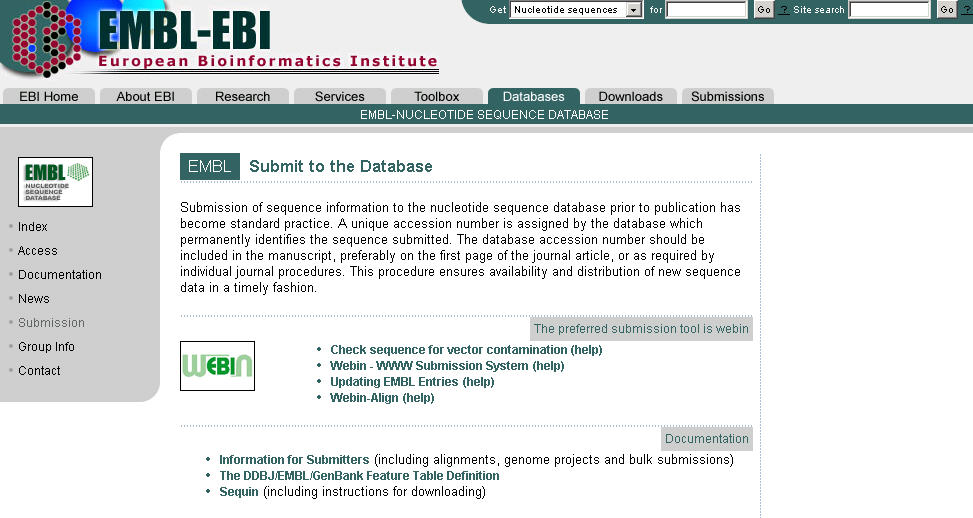 Get Nucleotide sequences for Go ? Site search Go ?
EMBL-EBI
European Bioinformatics Institute
EBI Home About EBI Research Services Toolbox Databases Downloads Submissions
EMBL-NUCLEOTIDE SEQUENCE DATABASE
EMBL
NUCLEOTIDE
SEQUENCE
DATABASE
Index
Access
Documentation
News
Submission
Group Info
Contact
EMBL Submit to the Database
Submission of sequence information to the nucleotide sequence database prior to publication has
become standard practice. A unique accession number is assigned by the database which
permanently identifies the sequence submitted. The database accession number should be
included in the manuscript, preferably on the first page of the journal article, or as required by
individual journal procedures. This procedure ensures availability and distribution of new sequence
data in a timely fashion.
The preferred submission tool is webin
WEBIN
• Check sequence for vector contamination (help)
• Webin - WWW Submission System (help)
• Updating EMBL Entries (help)
• Webin-Align (help)
Documentation
• Information for Submitters (including alignments, genome projects and bulk submissions)
• The DDBJ/EMBL/GenBank Feature Table Definition
• Sequin (including instructions for downloading)